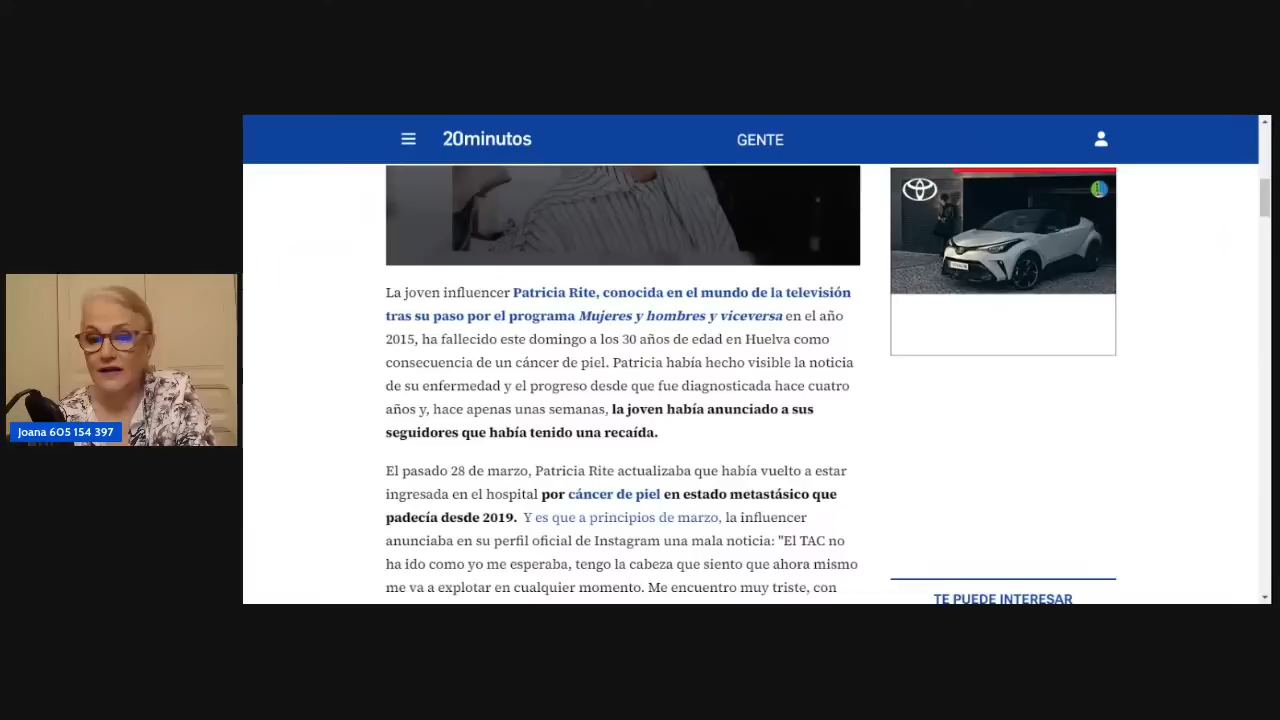 20minutos
GENTE
La joven influencer Patricia Rite, conocida en el mundo de la televisión
tras su paso por el programa Mujeres y hombres y viceversa en el año
2015, ha fallecido este domingo a los 30 años de edad en Huelva como
consecuencia de un cáncer de piel. Patricia había hecho visible la noticia
de su enfermedad y el progreso desde que fue diagnosticada hace cuatro
años y, hace apenas unas semanas, la joven había anunciado a sus
seguidores que había tenido una recaída.
El pasado 28 de marzo, Patricia Rite actualizaba que había vuelto a estar
ingresada en el hospital por cáncer de piel en estado metastásico que
padecía desde 2019. Y es que a principios de marzo, la influencer
anunciaba en su perfil oficial de Instagram una mala noticia: "El TAC no
ha ido como yo me esperaba, tengo la cabeza que siento que ahora mismo
me va a explotar en cualquier momento. Me encuentro muy triste, con
TE PUEDE INTERESAR
Joana 605 154 397